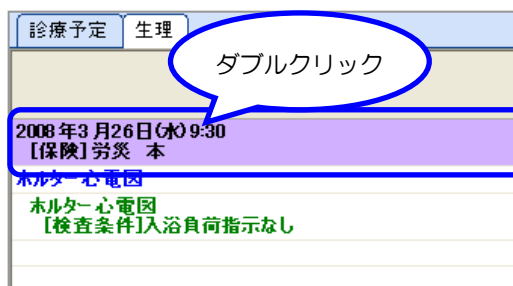 診療予定 生理
ダブルクリック
2008年3月26日(水)9:30
[保険]労災 本
ホルター心電図
ホルター心電図
[検査条件]入浴負荷指示なし